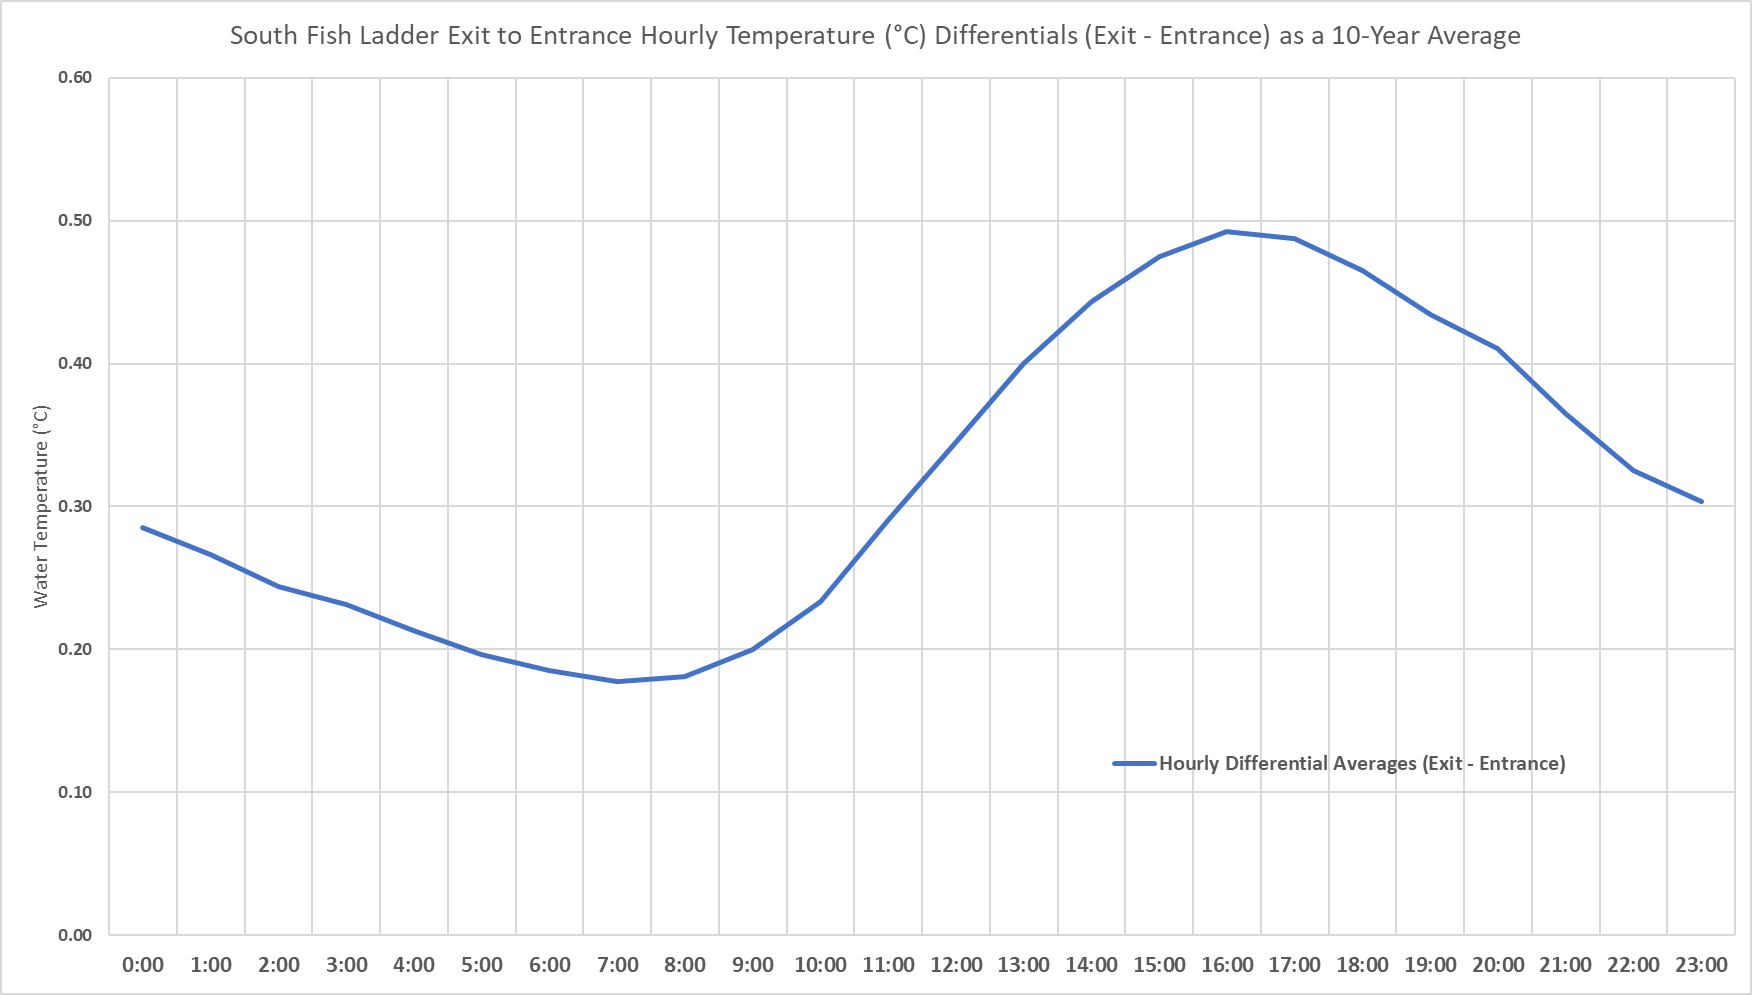 South Fish Ladder Exit to Entrance Hourly Temperature (°C) Differentials (Exit - Entrance) as a 10-Year Average
0.60
0.50
0.40
0.30
0.20
0.10
0.00
Water Temperature (°C)
Hourly Differential Averages (Exit - Entrance)
0:00 1:00 2:00 3:00 4:00 5:00 6:00 7:00 8:00 9:00 10:00 11:00 12:00 13:00 14:00 15:00 16:00 17:00 18:00 19:00 20:00 21:00 22:00 23:00